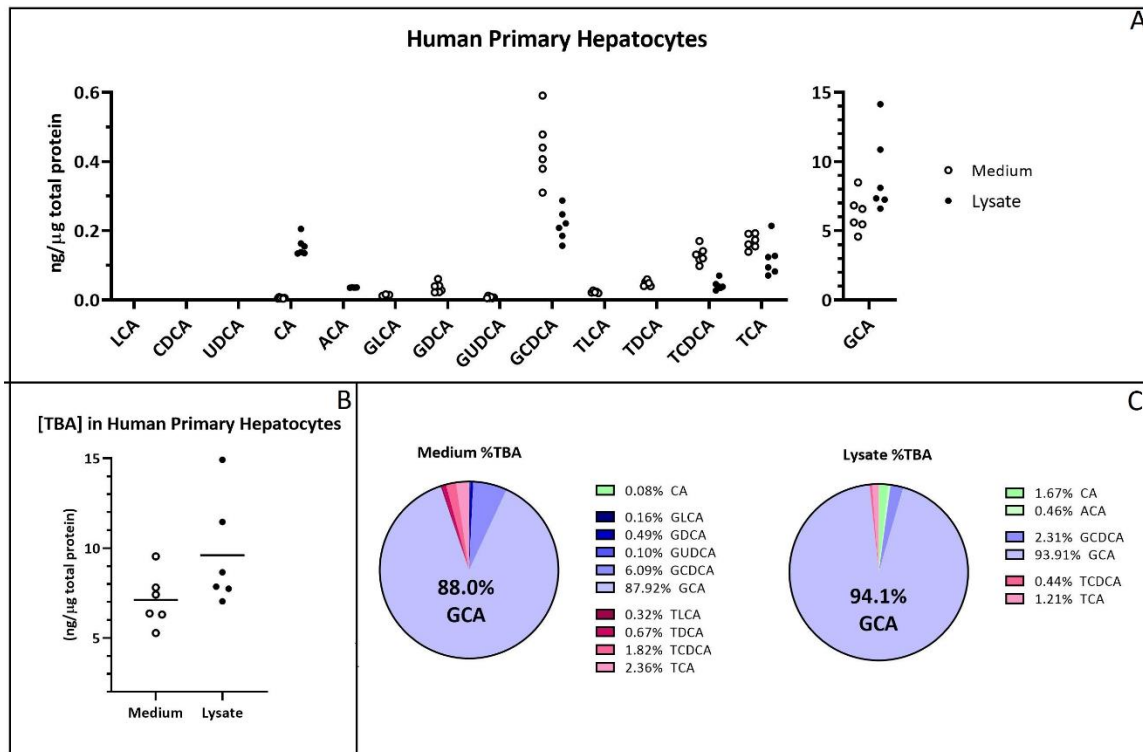 A
Human Primary Hepatocytes
ng/µg total protein
0.6
0.4
0.2
0.0
LCA
CDCA
UDCA
CA
ACA
GLCA
GDCA
GUDCA
GCDCA
TLCA
TDCA
TCDCA
TCA
15
10
5
0
GCA
Medium
Lysate
B
[TBA] in Human Primary Hepatocytes
(ng/µg total protein)
15
10
5
Medium
Lysate
C
Medium %TBA
88.0%
GCA
0.08% CA
0.16% GLCA
0.49% GDCA
0.10% GUDCA
6.09% GCDCA
87.92% GCA
0.32% TLCA
0.67% TDCA
1.82% TCDCA
2.36% TCA
Lysate %TBA
94.1%
GCA
1.67% CA
0.46% ACA
2.31% GCDCA
93.91% GCA
0.44% TCDCA
1.21% TCA